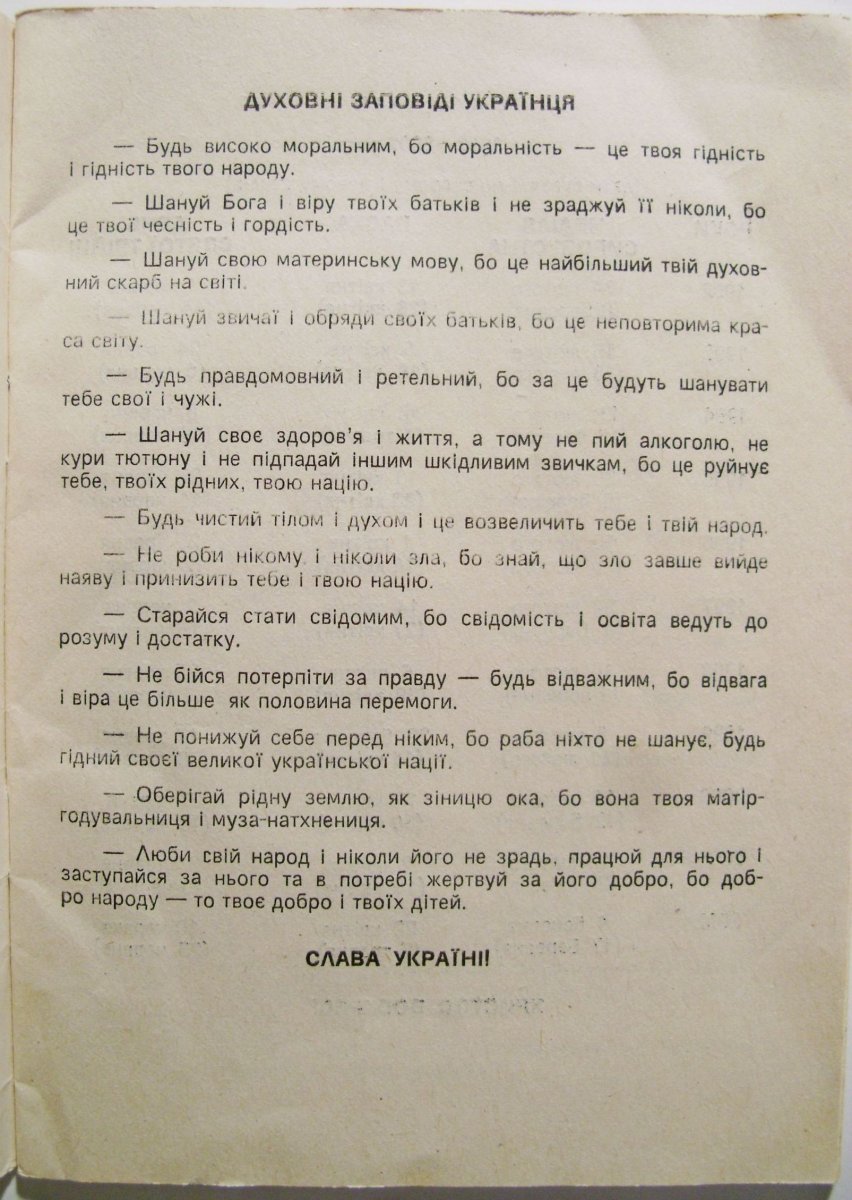 ДУХОВНІ ЗАПОВІДІ УКРАЇНЦЯ
— Будь високо моральним, бо моральність — це твоя гідність
і гідність твого народу.
— Шануй Бога і віру твоїх батьків і не зраджуй її ніколи, бо
це твої чесність і гордість.
— Шануй свою материнську мову, бо це найбільший твій духов-
ний скарб на світі.
— Шануй звичаї і обряди своїх батьків, бо це неповторима кра-
са світу.
— Будь правдомовний і ретельний, бо за це будуть шанувати
тебе свої і чужі.
— Шануй своє здоров'я і життя, а тому не пий алкоголю, не
кури тютюну і не підпадай іншим шкідливим звичкам, бо це руйнує
тебе, твоїх рідних, твою націю.
— Будь чистий тілом і духом і це возвеличить тебе і твій народ.
— Не роби нікому і ніколи зла, бо знай, що зло завше вийде
наяву і принизить тебе і твою націю.
— Старайся стати свідомим, бо свідомість і освіта ведуть до
розуму і достатку.
— Не бійся потерпіти за правду — будь відважним, бо відвага
і віра це більше як половина перемоги.
— Не понижуй себе перед ніким, бо раба ніхто не шанує, будь
гідний своєї великої української нації.
— Оберігай рідну землю, як зіницю ока, бо вона твоя матір-
годувальниця і муза-натхнениця.
— Люби свій народ і ніколи його не зрадь, працюй для нього і
заступайся за нього та в потребі жертвуй за його добро, бо доб-
ро народу — то твоє добро і твоїх дітей.
СЛАВА УКРАЇНІ!